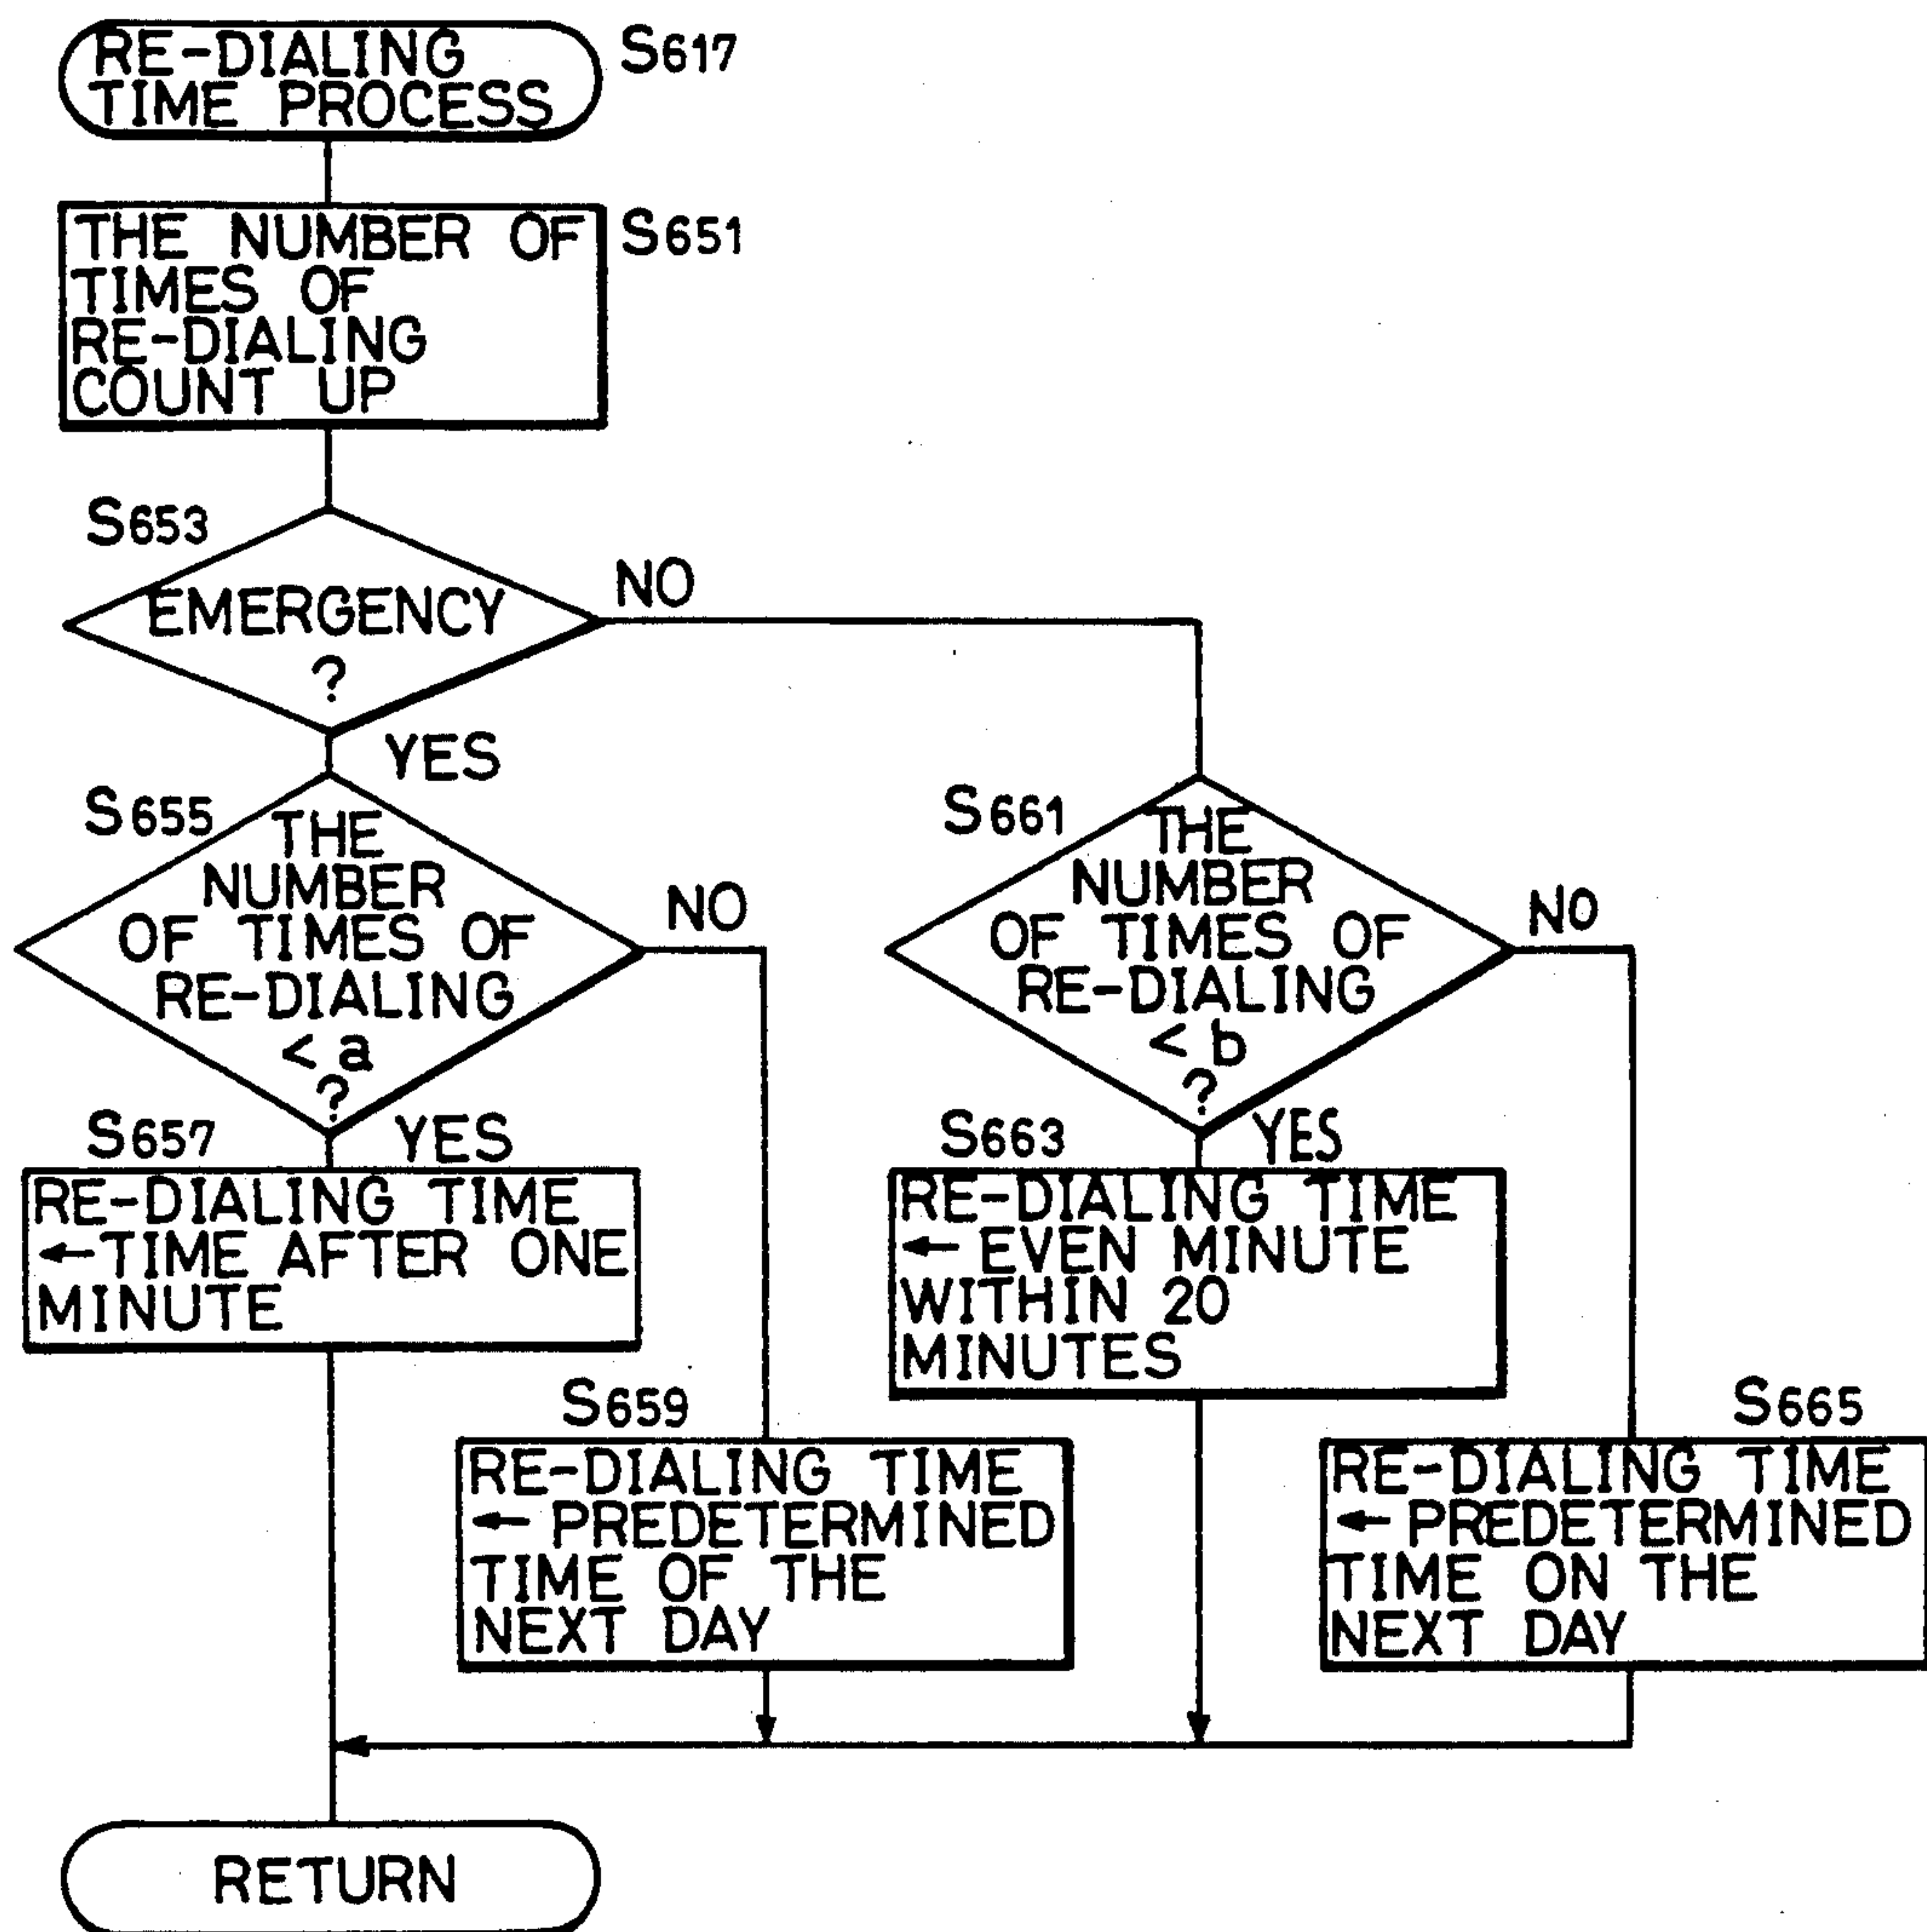 RE-DIALING
TIME PROCESS
S617
THE NUMBER OF
TIMES OF
RE-DIALING
COUNT UP
S651
S653
EMERGENCY
?
NO
YES
S655
THE
NUMBER
OF TIMES OF
RE-DIALING
< a
?
NO
YES
S661
THE
NUMBER
OF TIMES OF
RE-DIALING
< b
?
NO
YES
S657
RE-DIALING TIME
←TIME AFTER ONE
MINUTE
S663
RE-DIALING TIME
← EVEN MINUTE
WITHIN 20
MINUTES
S659
RE-DIALING TIME
← PREDETERMINED
TIME OF THE
NEXT DAY
S665
RE-DIALING TIME
← PREDETERMINED
TIME ON THE
NEXT DAY
RETURN